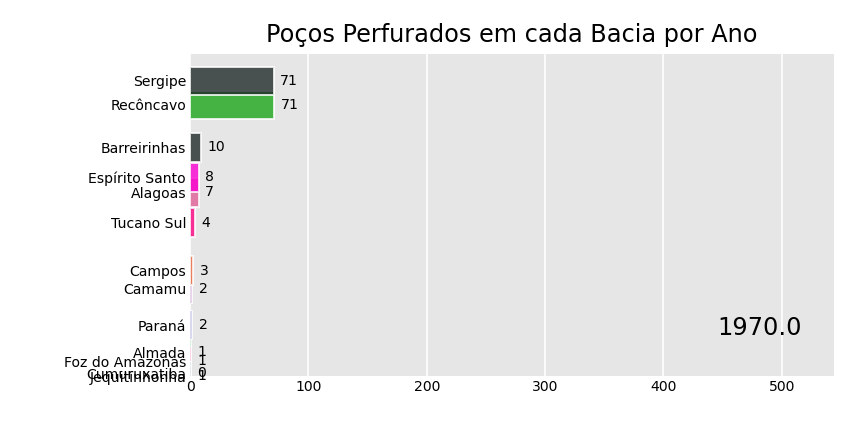 Poços Perfurados em cada Bacia por Ano
Sergipe 71
Recôncavo 71
Barreirinhas 10
Espírito Santo 8
Alagoas 7
Tucano Sul 4
Campos 3
Camamu 2
Paraná 2
1970.0
Almada 1
Foz do Amazonas 1
Cumuruxatiba 0
Jequitinhonha 1
0 100 200 300 400 500